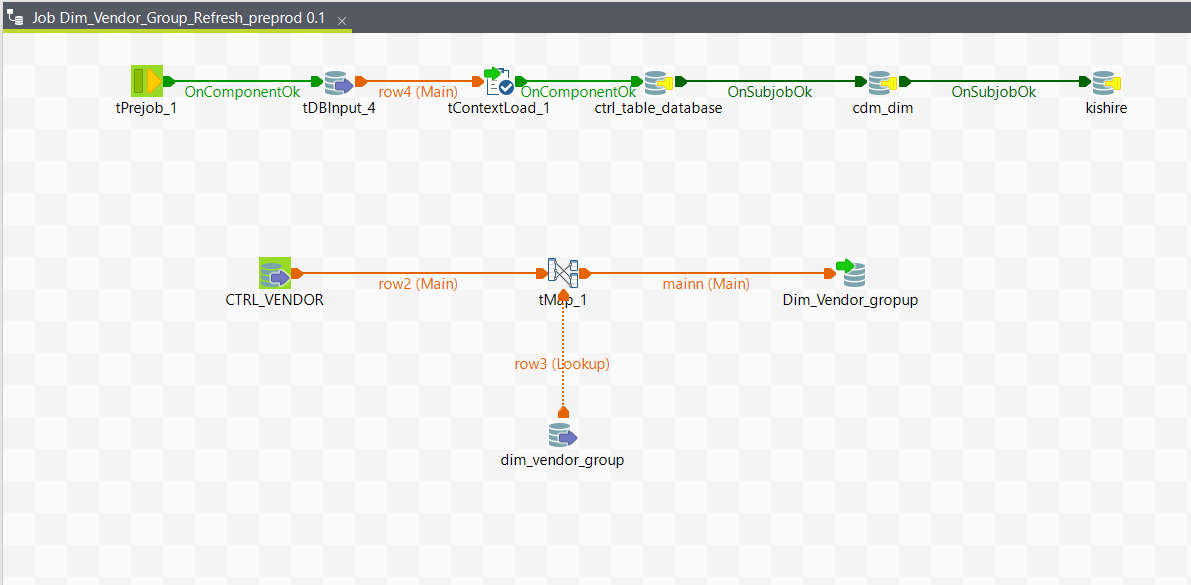 Job Dim_Vendor_Group_Refresh_preprod 0.1
OnComponentOk
row4 (Main)
OnComponentOk
OnSubjobOk
OnSubjobOk
tPrejob_1
tDBInput_4
tContextLoad_1
ctrl_table_database
cdm_dim
kishire
row2 (Main)
mainn (Main)
CTRL_VENDOR
tMap_1
Dim_Vendor_gropup
row3 (Lookup)
dim_vendor_group